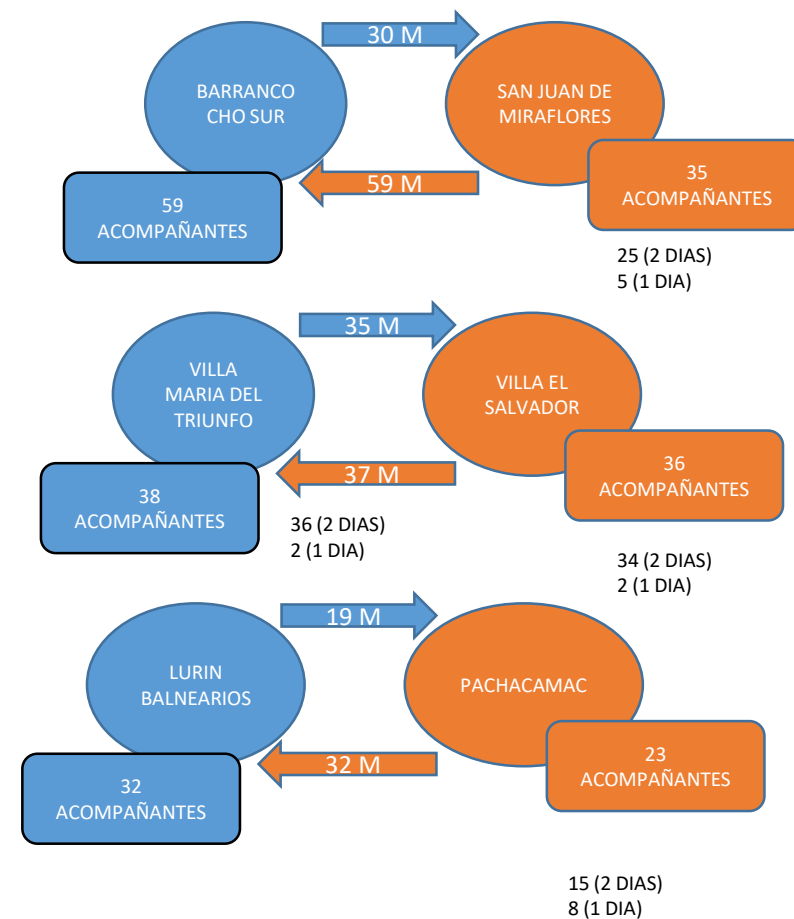 30 M
BARRANCO
CHO SUR
SAN JUAN DE
MIRAFLORES
59 M
59
ACOMPAÑANTES
35
ACOMPAÑANTES
25 (2 DIAS)
5 (1 DIA)
35 M
VILLA
MARIA DEL
TRIUNFO
VILLA EL
SALVADOR
37 M
38
ACOMPAÑANTES
36
ACOMPAÑANTES
36 (2 DIAS)
2 (1 DIA)
34 (2 DIAS)
2 (1 DIA)
19 M
LURIN
BALNEARIOS
PACHACAMAC
32 M
32
ACOMPAÑANTES
23
ACOMPAÑANTES
15 (2 DIAS)
8 (1 DIA)